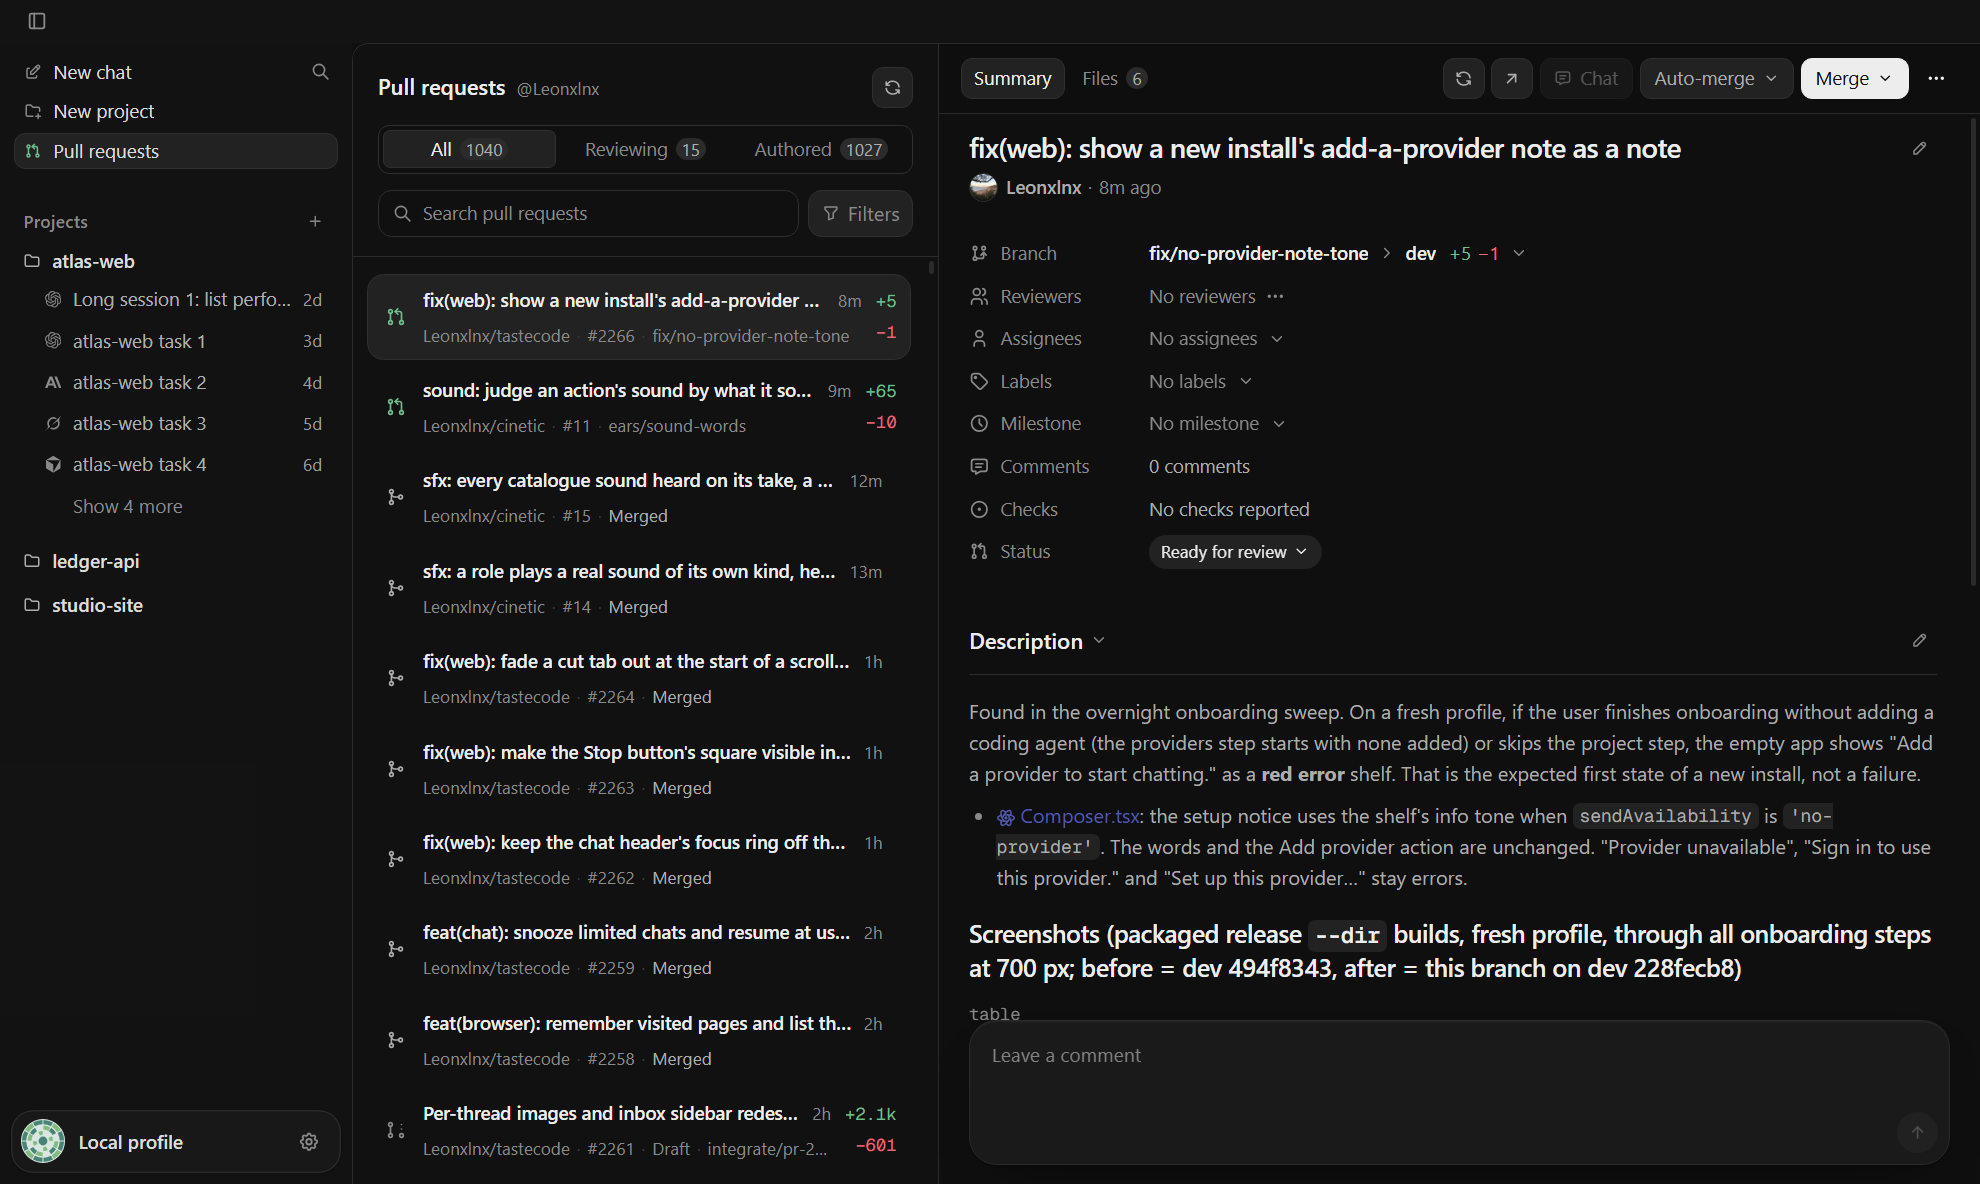 New chat
New project
Pull requests
Projects
atlas-web
Long session 1: list perfo... 2d
atlas-web task 1 3d
atlas-web task 2 4d
atlas-web task 3 5d
atlas-web task 4 6d
Show 4 more
ledger-api
studio-site
Local profile
Pull requests @Leonxlnx
All 1040 Reviewing 15 Authored 1027
Search pull requests Filters
fix(web): show a new install's add-a-provider ... 8m +5
Leonxlnx/tastecode · #2266 · fix/no-provider-note-tone −1
sound: judge an action's sound by what it so... 9m +65
Leonxlnx/cinetic · #11 · ears/sound-words −10
sfx: every catalogue sound heard on its take, a ... 12m
Leonxlnx/cinetic · #15 · Merged
sfx: a role plays a real sound of its own kind, he... 13m
Leonxlnx/cinetic · #14 · Merged
fix(web): fade a cut tab out at the start of a scroll... 1h
Leonxlnx/tastecode · #2264 · Merged
fix(web): make the Stop button's square visible in... 1h
Leonxlnx/tastecode · #2263 · Merged
fix(web): keep the chat header's focus ring off th... 1h
Leonxlnx/tastecode · #2262 · Merged
feat(chat): snooze limited chats and resume at us... 2h
Leonxlnx/tastecode · #2259 · Merged
feat(browser): remember visited pages and list th... 2h
Leonxlnx/tastecode · #2258 · Merged
Per-thread images and inbox sidebar redes... 2h +2.1k
Leonxlnx/tastecode · #2261 · Draft · integrate/pr-2... −601
Summary Files 6 Chat Auto-merge Merge
fix(web): show a new install's add-a-provider note as a note
Leonxlnx · 8m ago
Branch fix/no-provider-note-tone > dev +5 −1
Reviewers No reviewers
Assignees No assignees
Labels No labels
Milestone No milestone
Comments 0 comments
Checks No checks reported
Status Ready for review
Description
Found in the overnight onboarding sweep. On a fresh profile, if the user finishes onboarding without adding a
coding agent (the providers step starts with none added) or skips the project step, the empty app shows "Add
a provider to start chatting." as a red error shelf. That is the expected first state of a new install, not a failure.
• Composer.tsx: the setup notice uses the shelf's info tone when sendAvailability is 'no-
provider'. The words and the Add provider action are unchanged. "Provider unavailable", "Sign in to use
this provider." and "Set up this provider..." stay errors.
Screenshots (packaged release --dir builds, fresh profile, through all onboarding steps
at 700 px; before = dev 494f8343, after = this branch on dev 228fecb8)
table
Leave a comment